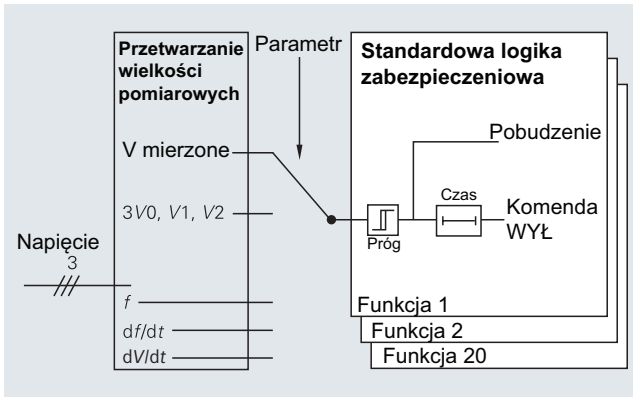 Przetwarzanie
wielkości
pomiarowych
Parametr
Standardowa logika
zabezpieczeniowa
V mierzone
3V0, V1, V2
Napięcie
3
f
df/dt
dV/dt
Pobudzenie
Czas
Próg
Komenda
WYŁ
Funkcja 1
Funkcja 2
Funkcja 20